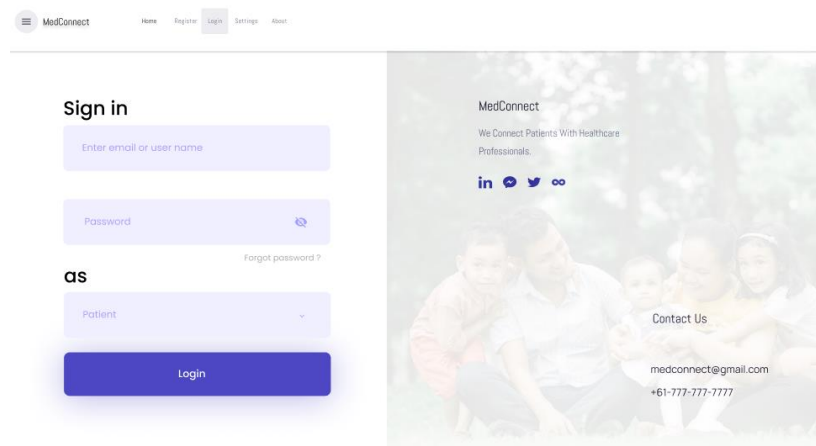 MedConnect
Home Register Login Settings About
Sign in
Enter email or user name
Password
Forgot password ?
as
Patient
Login
MedConnect
We Connect Patients With Healthcare
Professionals.
in
Contact Us
medconnect@gmail.com
+61-777-777-7777